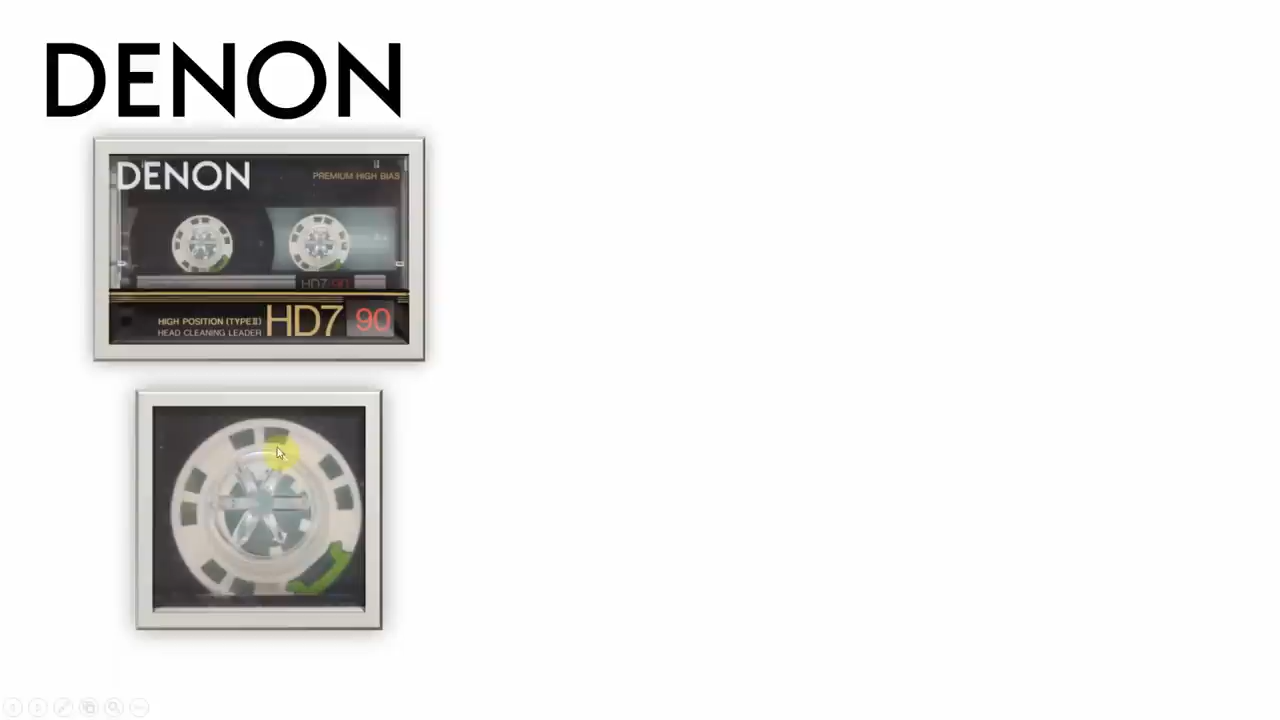 DENON
DENON
PREMIUM HIGH BIAS
HD7 90
HIGH POSITION (TYPE II)
HEAD CLEANING LEADER
HD7 90